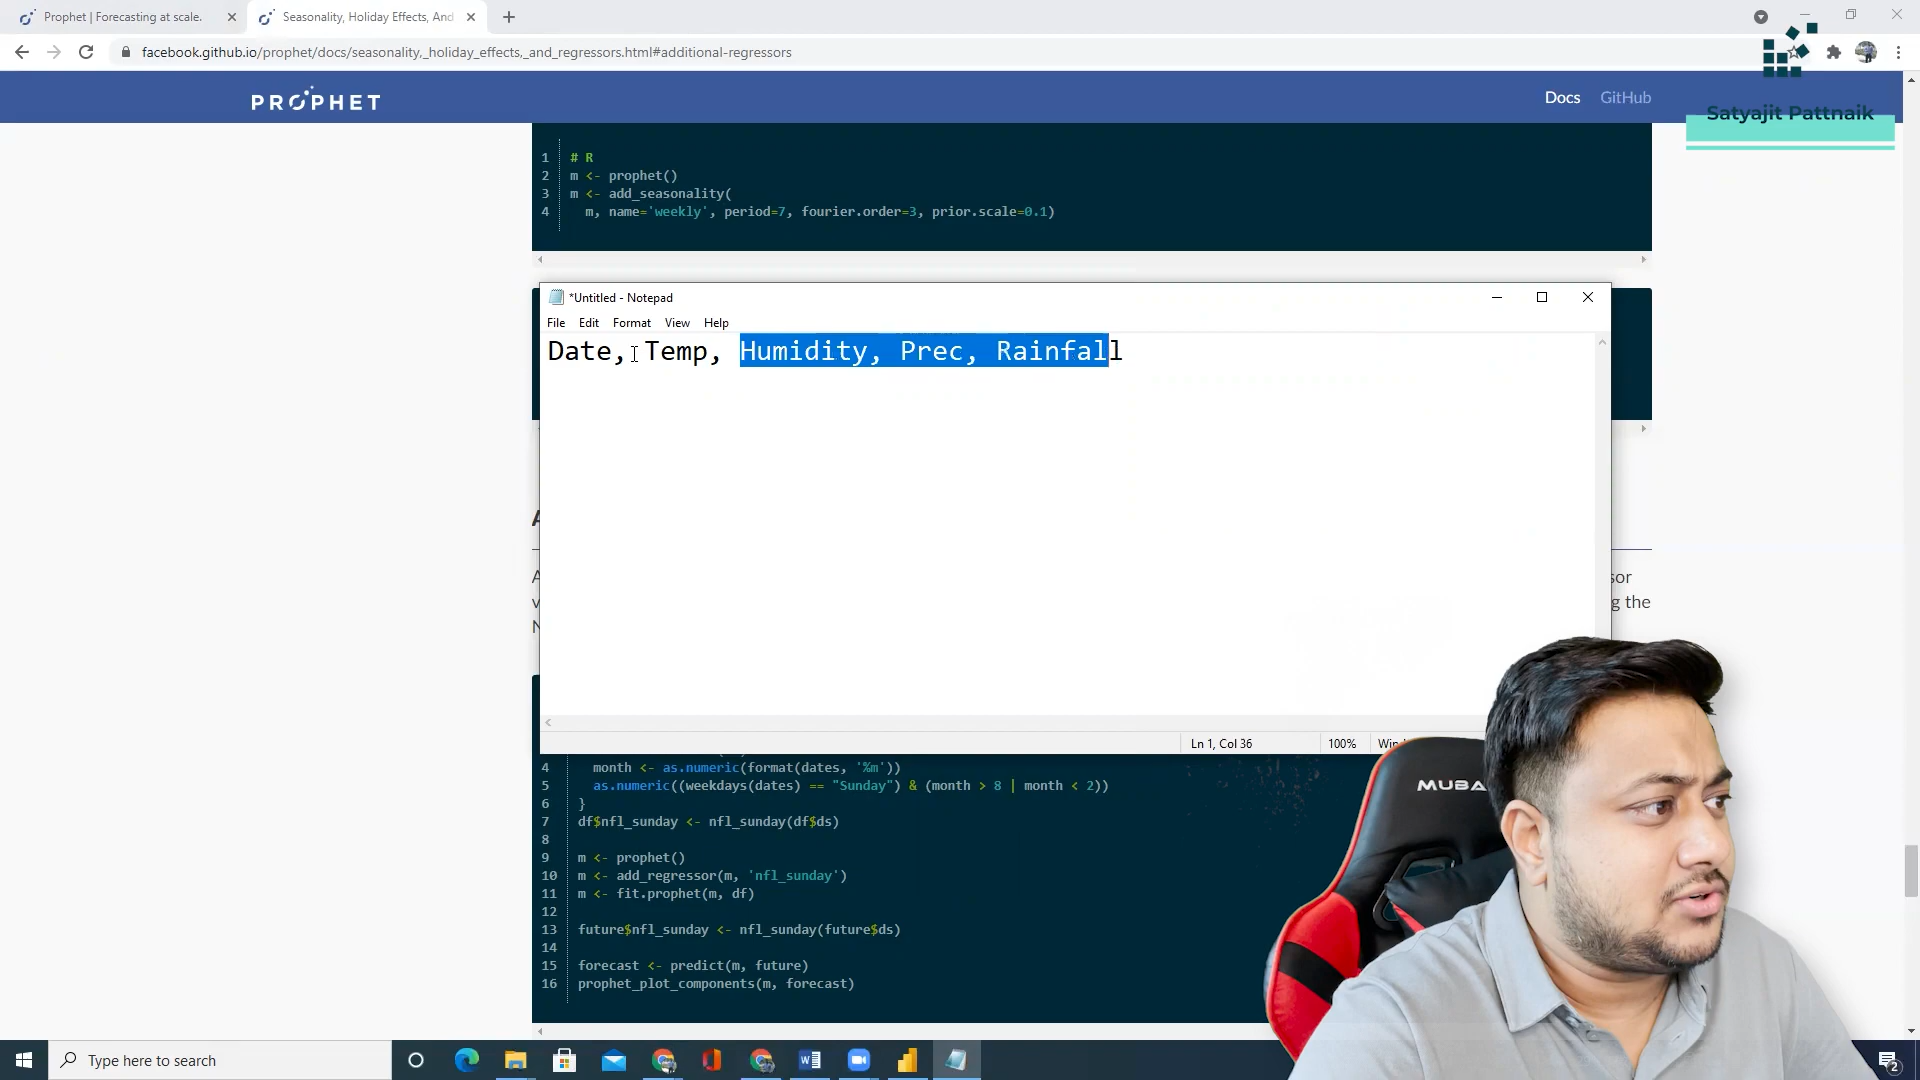 Prophet | Forecasting at scale.
Seasonality, Holiday Effects, And
facebook.github.io/prophet/docs/seasonality,_holiday_effects,_and_regressors.html#additional-regressors
PROPHET
Docs
GitHub
Satyajit Pattnaik
1 # R
2 m <- prophet()
3 m <- add_seasonality(
4 m, name='weekly', period=7, fourier.order=3, prior.scale=0.1)
*Untitled - Notepad
File Edit Format View Help
Date, Temp, Humidity, Prec, Rainfall
g the
Ln 1, Col 36
100%
4 month <- as.numeric(format(dates, '%m'))
5 as.numeric((weekdays(dates) == "Sunday") & (month > 8 | month < 2))
6 }
7 df$nfl_sunday <- nfl_sunday(df$ds)
8
9 m <- prophet()
10 m <- add_regressor(m, 'nfl_sunday')
11 m <- fit.prophet(m, df)
12
13 future$nfl_sunday <- nfl_sunday(future$ds)
14
15 forecast <- predict(m, future)
16 prophet_plot_components(m, forecast)
Type here to search
2